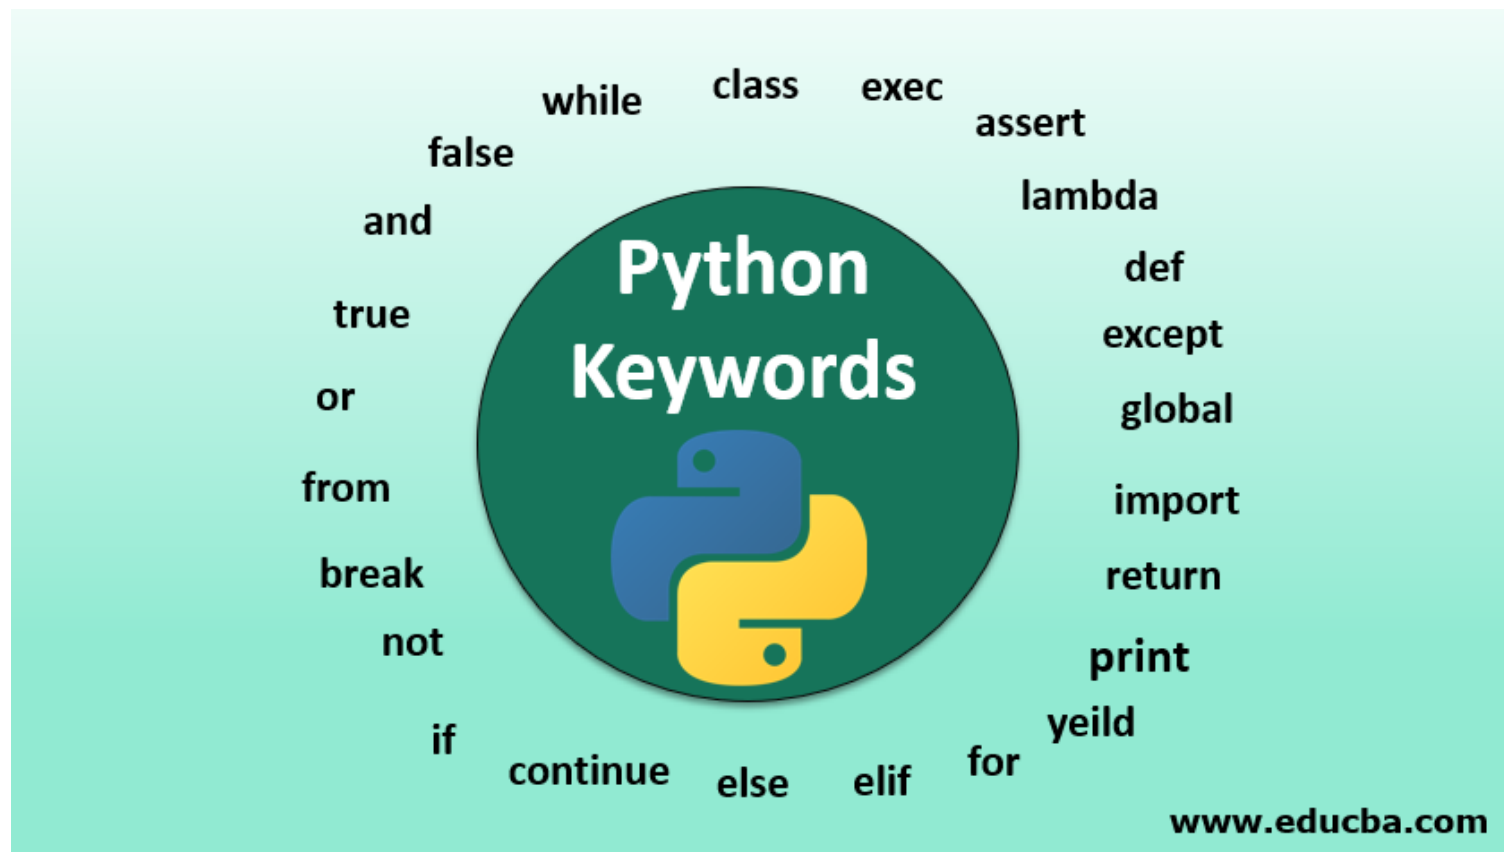 while
class
exec
assert
false
lambda
and
Python
def
true
except
Keywords
or
global
from
import
break
return
not
print
yeild
if
continue
else
elif
for
www.educba.com